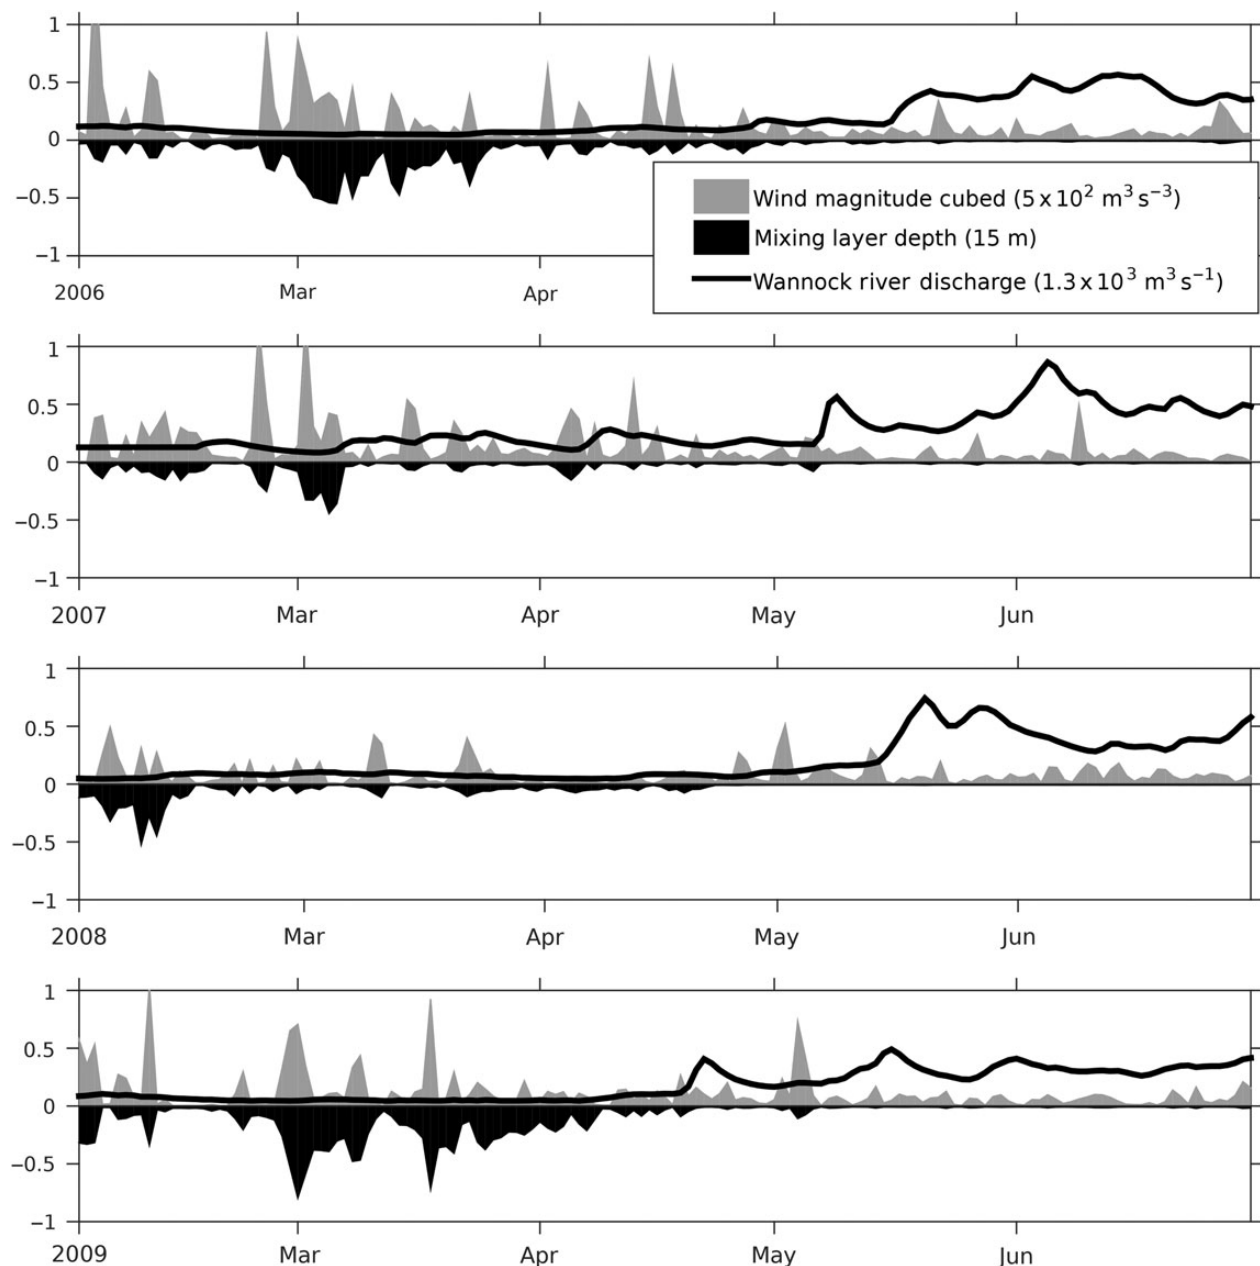 1
0.5
0
−0.5
−1
2006
Mar
Apr
Wind magnitude cubed (5 x 10² m³ s⁻³)
Mixing layer depth (15 m)
Wannock river discharge (1.3 x 10³ m³ s⁻¹)
1
0.5
0
−0.5
−1
2007
Mar
Apr
May
Jun
1
0.5
0
−0.5
−1
2008
Mar
Apr
May
Jun
1
0.5
0
−0.5
−1
2009
Mar
Apr
May
Jun